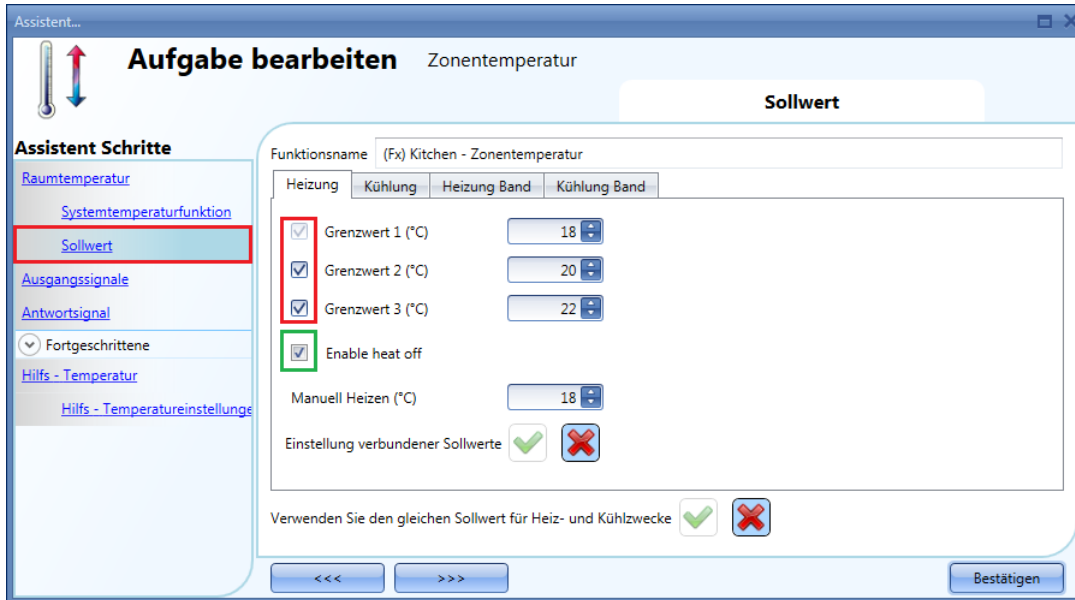 Assistent...
Aufgabe bearbeiten Zonentemperatur
Sollwert
Assistent Schritte
Raumtemperatur
Systemtemperaturfunktion
Sollwert
Ausgangssignale
Antwortsignal
Fortgeschrittene
Hilfs - Temperatur
Hilfs - Temperatureinstellunge
Funktionsname (Fx) Kitchen - Zonentemperatur
Heizung Kühlung Heizung Band Kühlung Band
Grenzwert 1 (°C) 18
Grenzwert 2 (°C) 20
Grenzwert 3 (°C) 22
Enable heat off
Manuell Heizen (°C) 18
Einstellung verbundener Sollwerte
Verwenden Sie den gleichen Sollwert für Heiz- und Kühlzwecke
<<< >>> Bestätigen